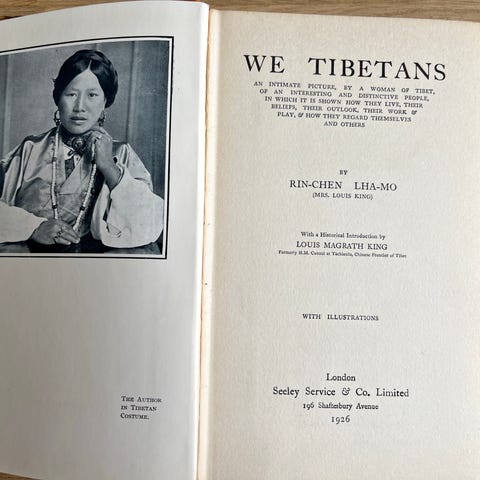 THE AUTHOR
IN TIBETAN
COSTUME.
WE TIBETANS
AN INTIMATE PICTURE, BY A WOMAN OF TIBET,
OF AN INTERESTING AND DISTINCTIVE PEOPLE,
IN WHICH IT IS SHOWN HOW THEY LIVE, THEIR
BELIEFS, THEIR OUTLOOK, THEIR WORK &
PLAY, & HOW THEY REGARD THEMSELVES
AND OTHERS
BY
RIN-CHEN LHA-MO
(MRS. LOUIS KING)
With a Historical Introduction by
LOUIS MAGRATH KING
Formerly H.M. Consul at Tachienlu, Chinese Frontier of Tibet
WITH ILLUSTRATIONS
London
Seeley Service & Co. Limited
196 Shaftesbury Avenue
1926